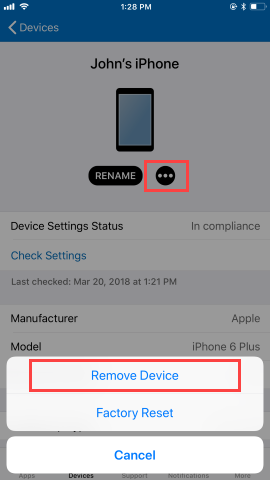 1:28 PM
Devices
John's iPhone
RENAME
Device Settings Status In compliance
Check Settings
Last checked: Mar 20, 2018 at 1:21 PM
Manufacturer Apple
Model iPhone 6 Plus
Remove Device
Factory Reset
Cancel
Apps Devices Support Notifications More